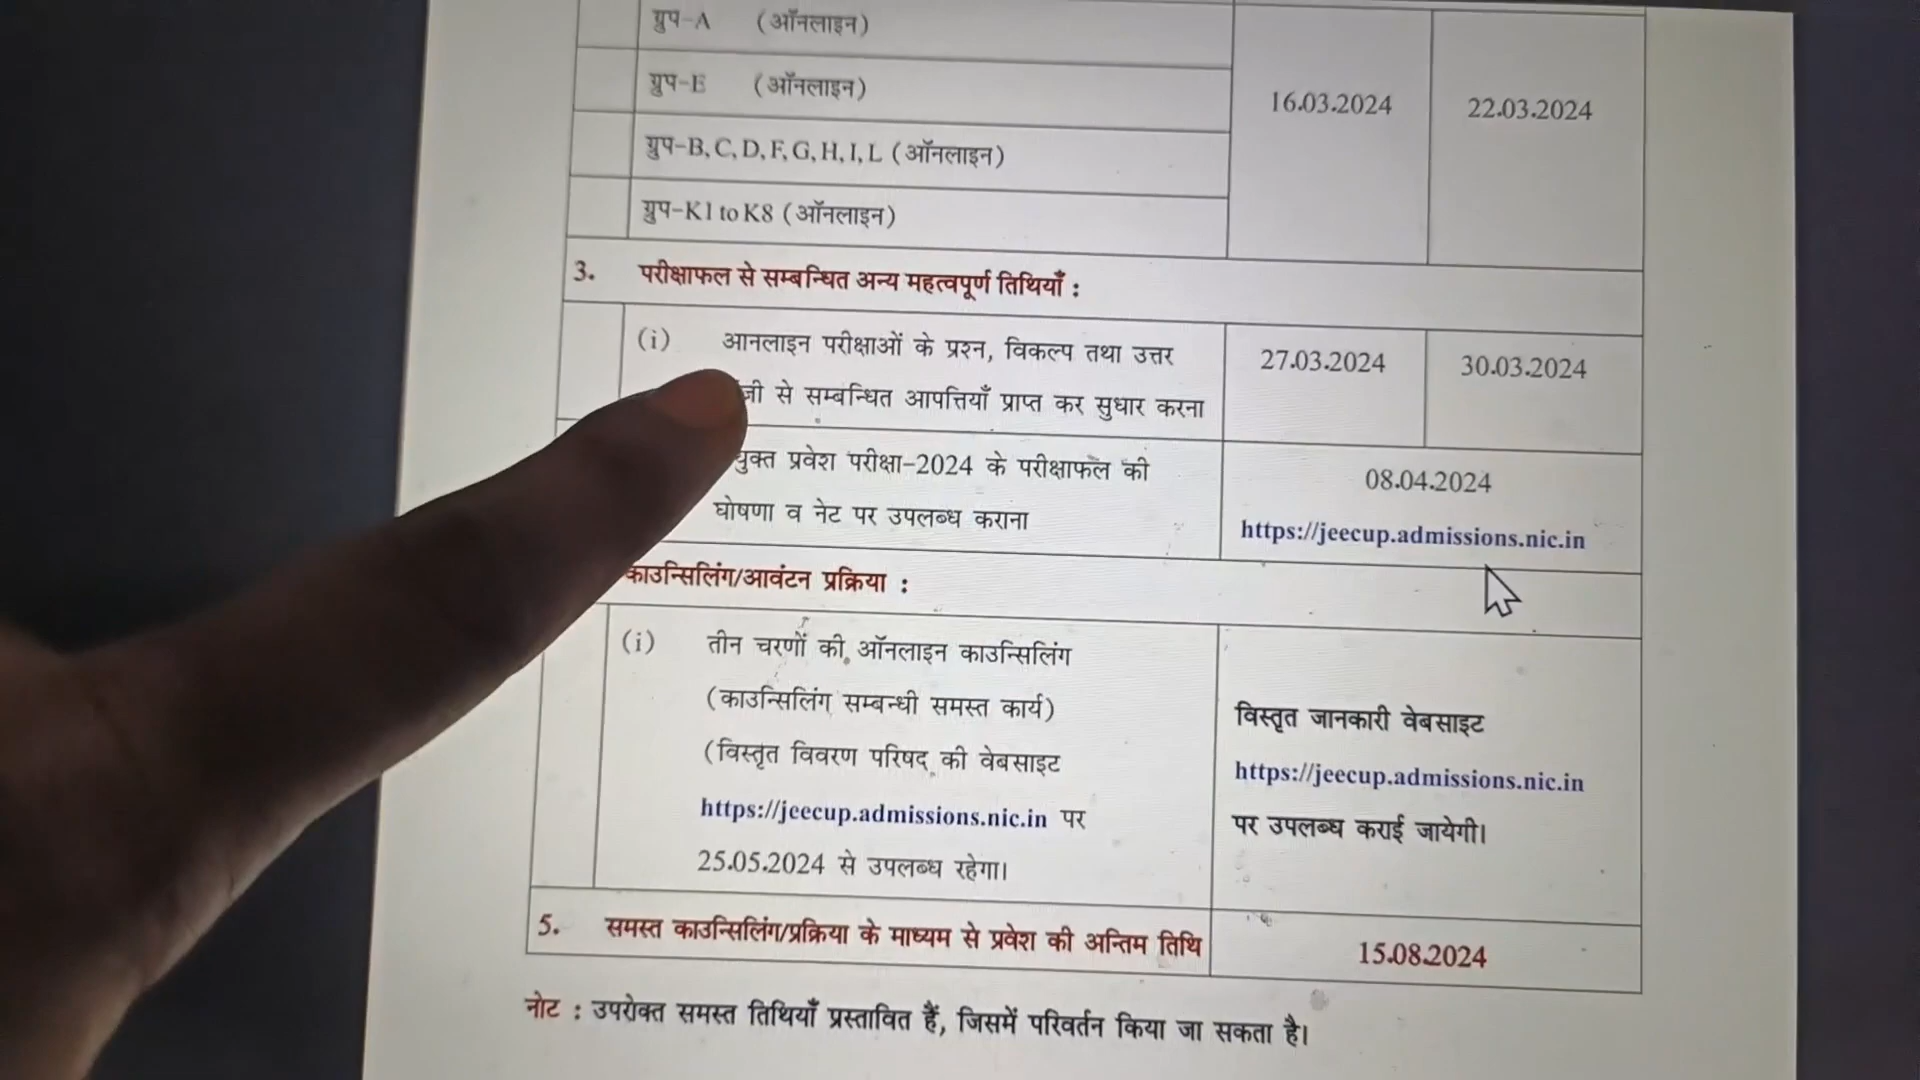 ग्रुप-A (ऑनलाइन)
ग्रुप-E (ऑनलाइन)
16.03.2024 22.03.2024
ग्रुप-B, C, D, F, G, H, I, L (ऑनलाइन)
ग्रुप-K1 to K8 (ऑनलाइन)
3. परीक्षाफल से सम्बन्धित अन्य महत्वपूर्ण तिथियाँ :
(i) आनलाइन परीक्षाओं के प्रश्न, विकल्प तथा उत्तर
27.03.2024 30.03.2024
से सम्बन्धित आपत्तियाँ प्राप्त कर सुधार करना
प्रवेश परीक्षा-2024 के परीक्षाफल की
घोषणा व नेट पर उपलब्ध कराना
08.04.2024
https://jeecup.admissions.nic.in
काउन्सिलिंग/आवंटन प्रक्रिया :
(i) तीन चरणों की ऑनलाइन काउन्सिलिंग
(काउन्सिलिंग सम्बन्धी समस्त कार्य)
(विस्तृत विवरण परिषद की वेबसाइट
https://jeecup.admissions.nic.in पर
25.05.2024 से उपलब्ध रहेगा।
विस्तृत जानकारी वेबसाइट
https://jeecup.admissions.nic.in
पर उपलब्ध कराई जायेगी।
5. समस्त काउन्सिलिंग/प्रक्रिया के माध्यम से प्रवेश की अन्तिम तिथि
15.08.2024
नोट : उपरोक्त समस्त तिथियाँ प्रस्तावित हैं, जिसमें परिवर्तन किया जा सकता है।